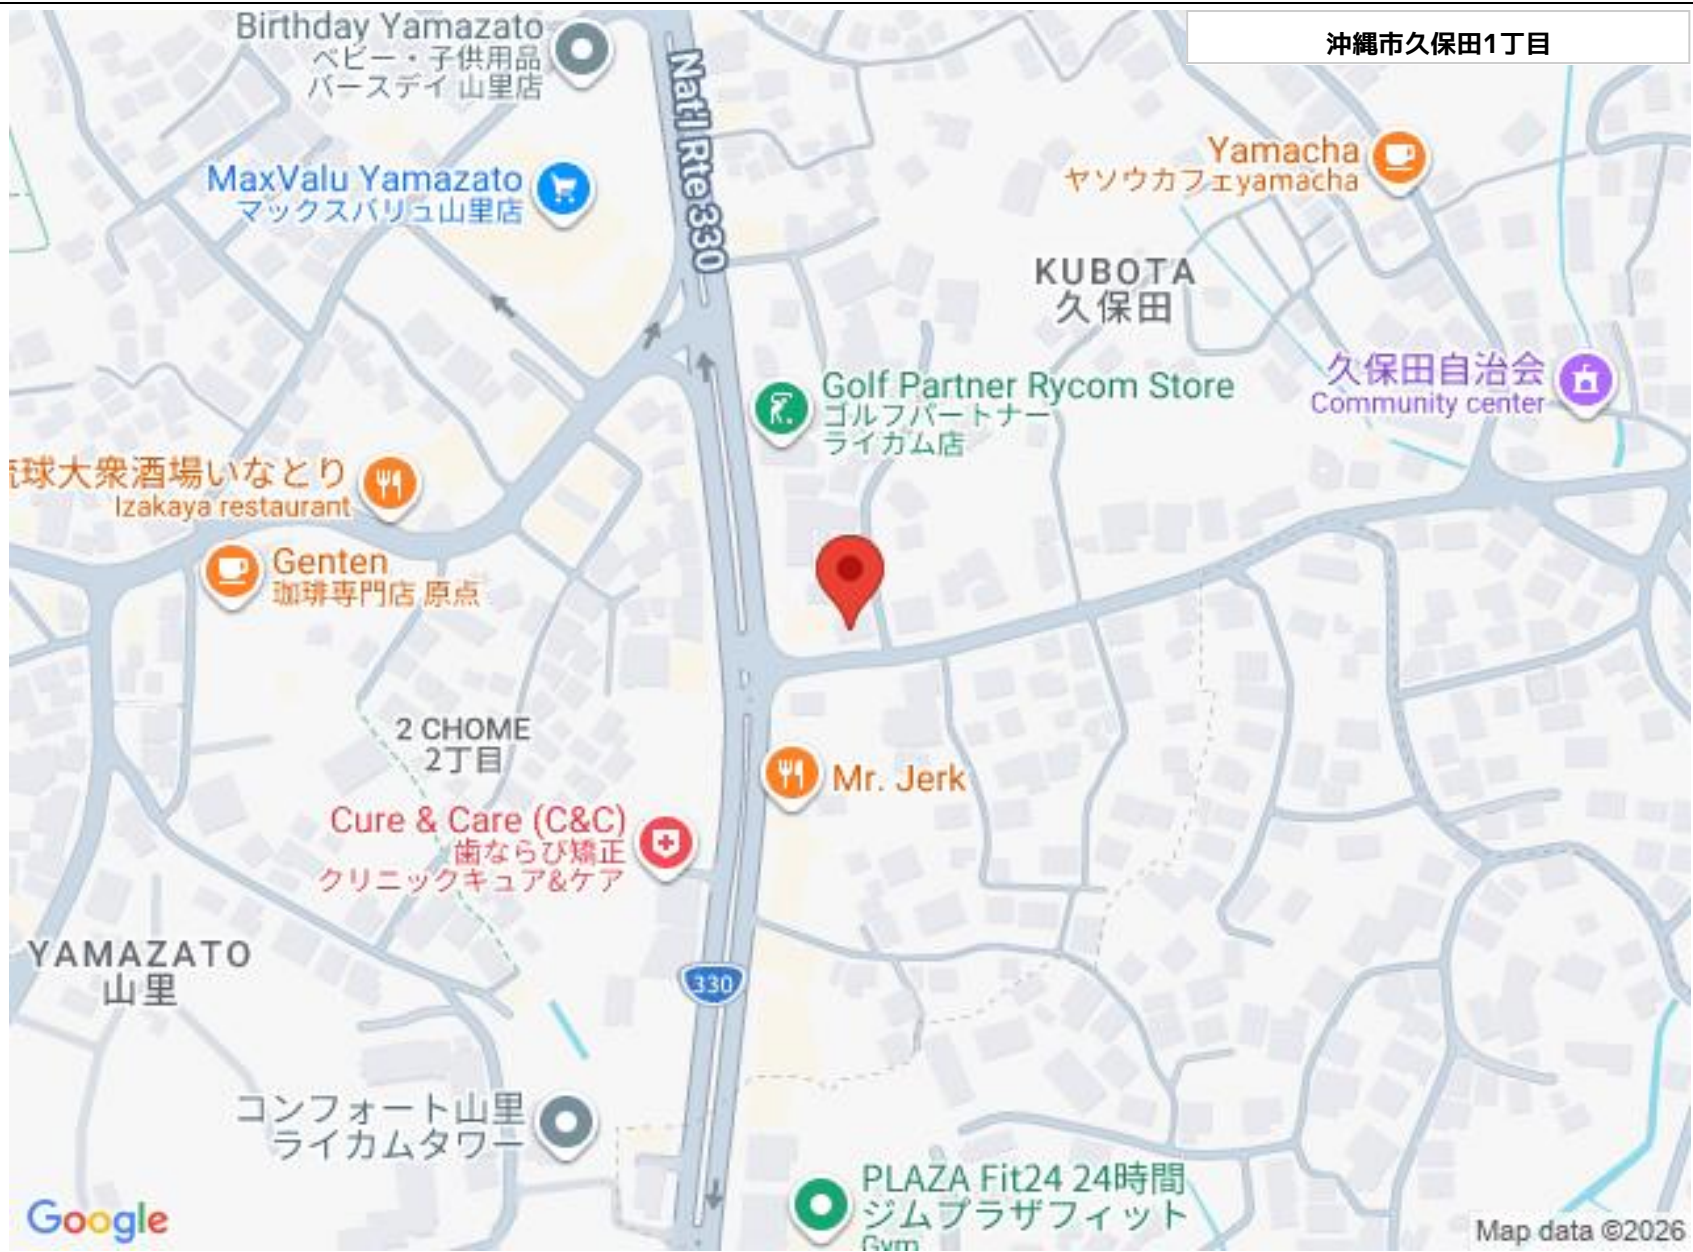 Birthday Yamazato
ベビー・子供用品
バースデイ 山里店
沖縄市久保田1丁目
Nat'l Rte 330
MaxValu Yamazato
マックスバリュ山里店
Yamacha
ヤソウカフェyamacha
KUBOTA
久保田
久保田自治会
Community center
Golf Partner Rycom Store
ゴルフパートナー
ライカム店
球大衆酒場いなとり
Izakaya restaurant
Genten
珈琲専門店 原点
2 CHOME
2丁目
Mr. Jerk
Cure & Care (C&C)
歯ならび矯正
クリニックキュア&ケア
YAMAZATO
山里
330
コンフォート山里
ライカムタワー
PLAZA Fit24 24時間
ジムプラザフィット
Gym
Google
Map data ©2026